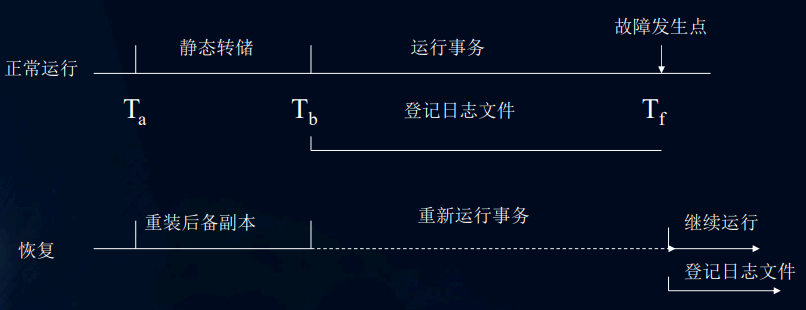 故障发生点
静态转储
运行事务
正常运行
Ta
Tb
登记日志文件
Tf
重装后备副本
重新运行事务
继续运行
恢复
登记日志文件